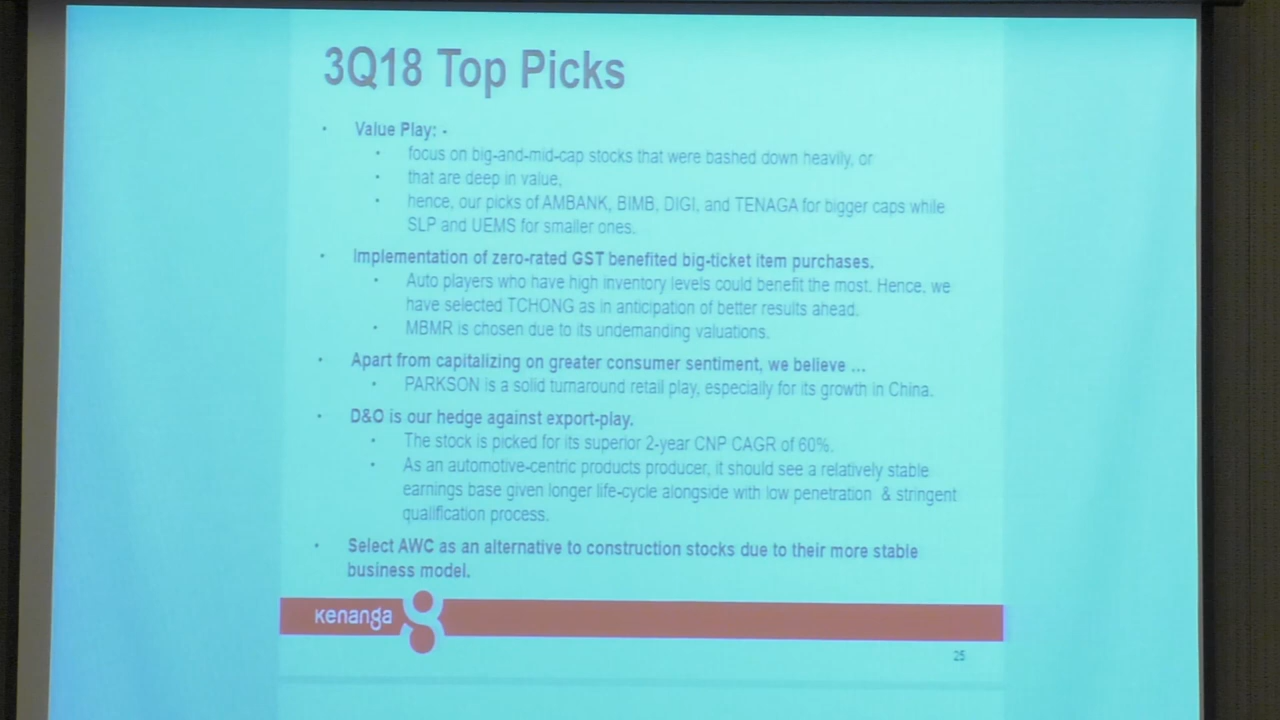 3Q18 Top Picks
• Value Play: -
• focus on big-and-mid-cap stocks that were bashed down heavily, or
• that are deep in value,
• hence, our picks of AMBANK, BIMB, DIGI, and TENAGA for bigger caps while
SLP and UEMS for smaller ones.
• Implementation of zero-rated GST benefited big-ticket item purchases.
• Auto players who have high inventory levels could benefit the most. Hence, we
have selected TCHONG as in anticipation of better results ahead.
• MBMR is chosen due to its undemanding valuations.
• Apart from capitalizing on greater consumer sentiment, we believe ...
• PARKSON is a solid turnaround retail play, especially for its growth in China.
• D&O is our hedge against export-play.
• The stock is picked for its superior 2-year CNP CAGR of 60%.
• As an automotive-centric products producer, it should see a relatively stable
earnings base given longer life-cycle alongside with low penetration & stringent
qualification process.
• Select AWC as an alternative to construction stocks due to their more stable
business model.
kenanga
25